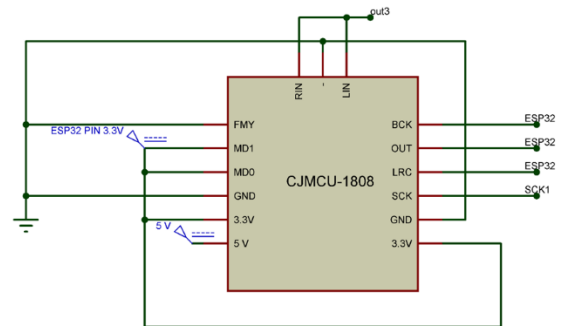 out3
RIN
-
LIN
ESP32 PIN 3.3V
FMY
MD1
MD0
GND
3.3V
5 V
5 V
CJMCU-1808
BCK
OUT
LRC
SCK
GND
3.3V
ESP32
ESP32
ESP32
SCK1